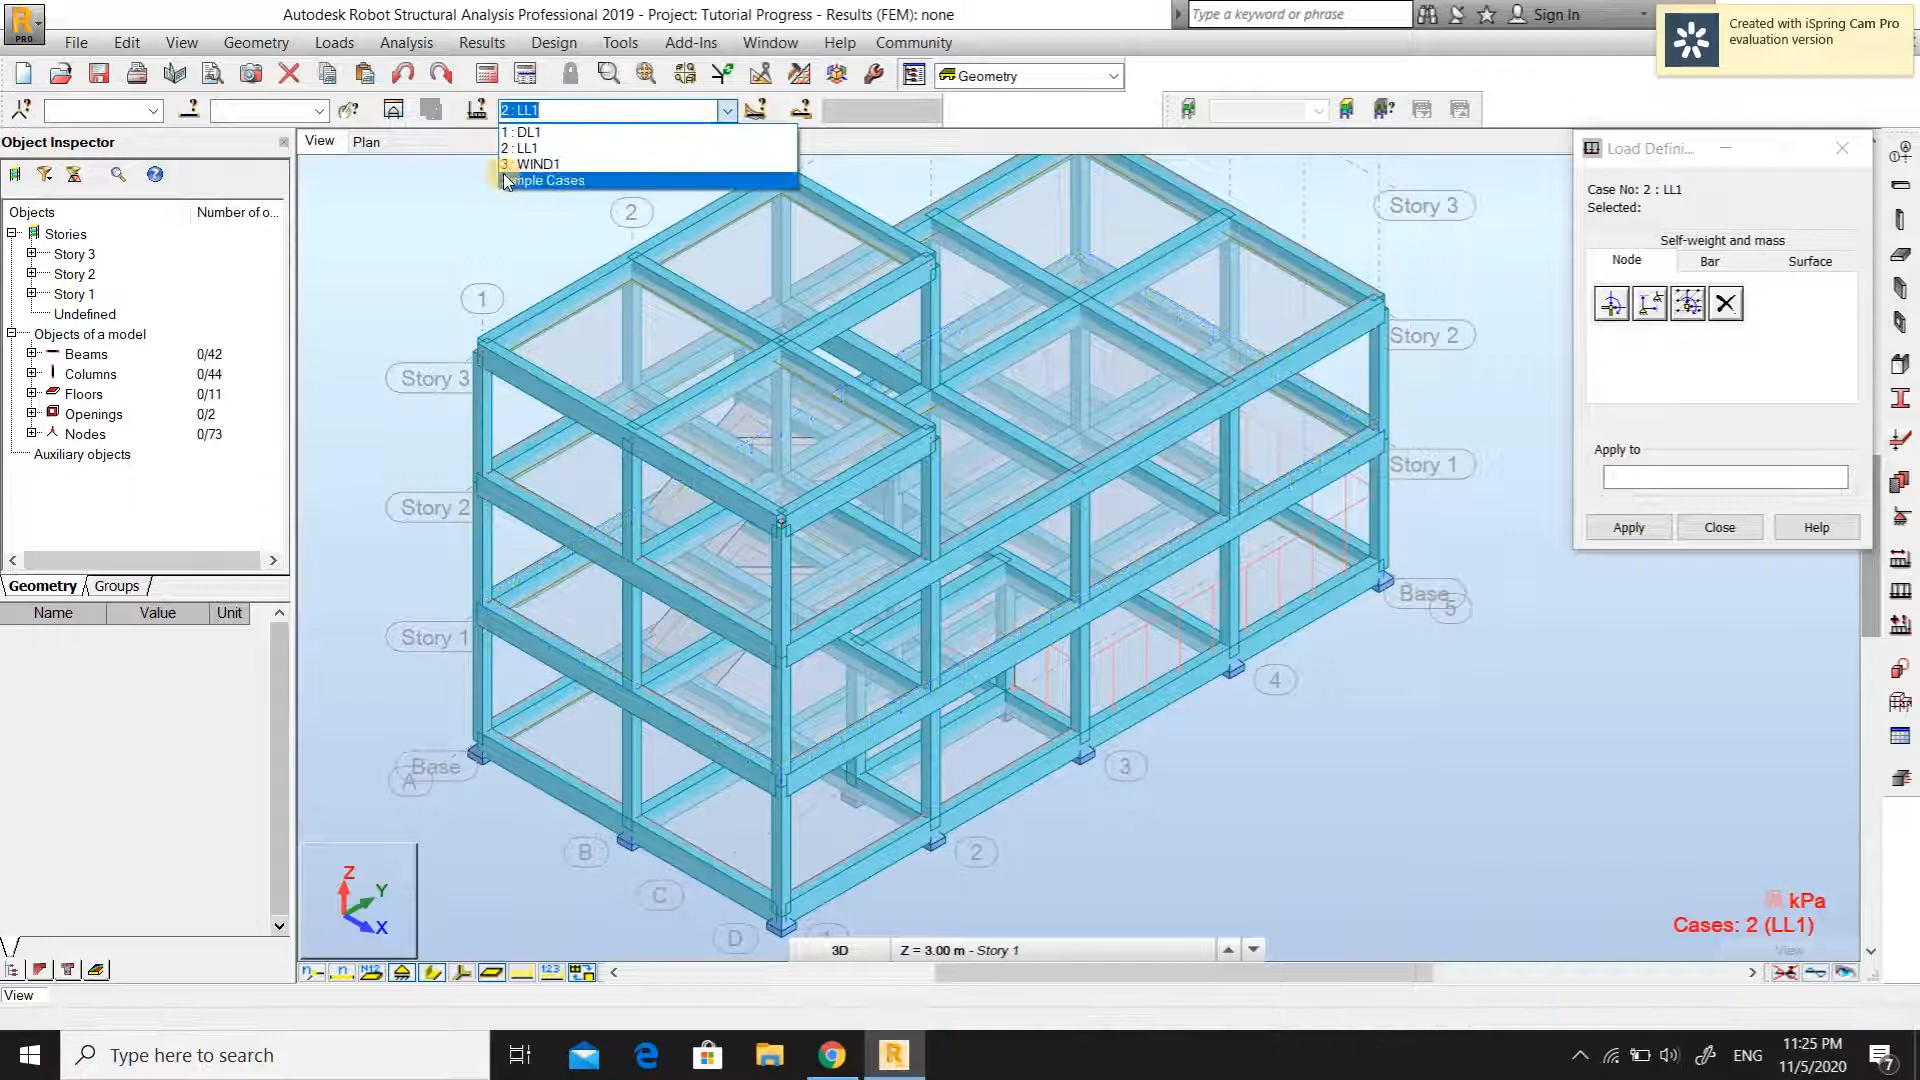 Autodesk Robot Structural Analysis Professional 2019 - Project: Tutorial Progress - Results (FEM): none
Type a keyword or phrase
Sign In
Created with iSpring Cam Pro
evaluation version
PRO
File Edit View Geometry Loads Analysis Results Design Tools Add-Ins Window Help Community
Geometry
2 : LL1
1 : DL1
2 : LL1
3 : WIND1
mple Cases
Object Inspector
Objects Number of o...
Stories
Story 3
Story 2
Story 1
Undefined
Objects of a model
Beams 0/42
Columns 0/44
Floors 0/11
Openings 0/2
Nodes 0/73
Auxiliary objects
Geometry Groups
Name Value Unit
View
View Plan
1
2
Story 3
Story 2
Story 1
Base
A
B
C
D
Story 3
Story 2
Story 1
Base
5
4
3
2
1
Z
Y
X
3D Z = 3.00 m - Story 1
kPa
Cases: 2 (LL1)
View
Load Defini...
Case No: 2 : LL1
Selected:
Self-weight and mass
Node Bar Surface
Apply to
Apply Close Help
Type here to search
ENG
11:25 PM
11/5/2020
7